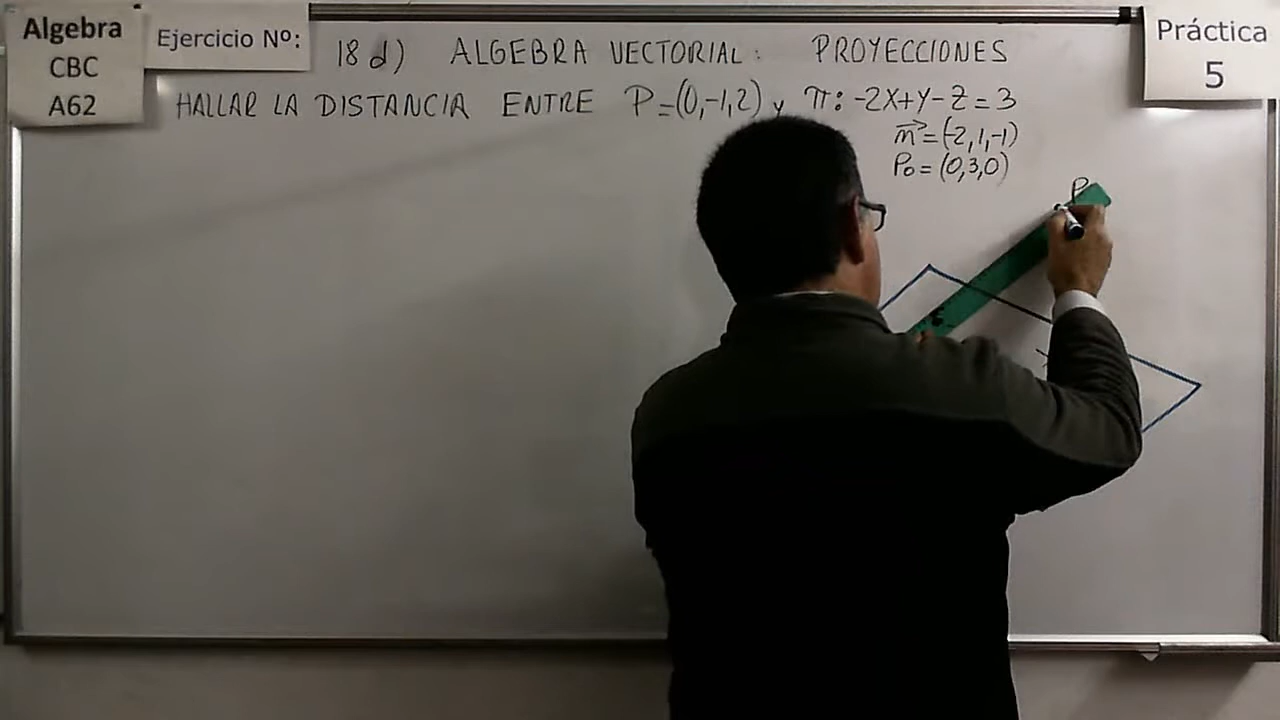 Algebra
CBC
A62
Ejercicio Nº:
18 d) ALGEBRA VECTORIAL: PROYECCIONES
Práctica
5
HALLAR LA DISTANCIA ENTRE P=(0,-1,2) y π: -2X+Y-Z=3
n⃗=(-2,1,-1)
P₀=(0,3,0)
P